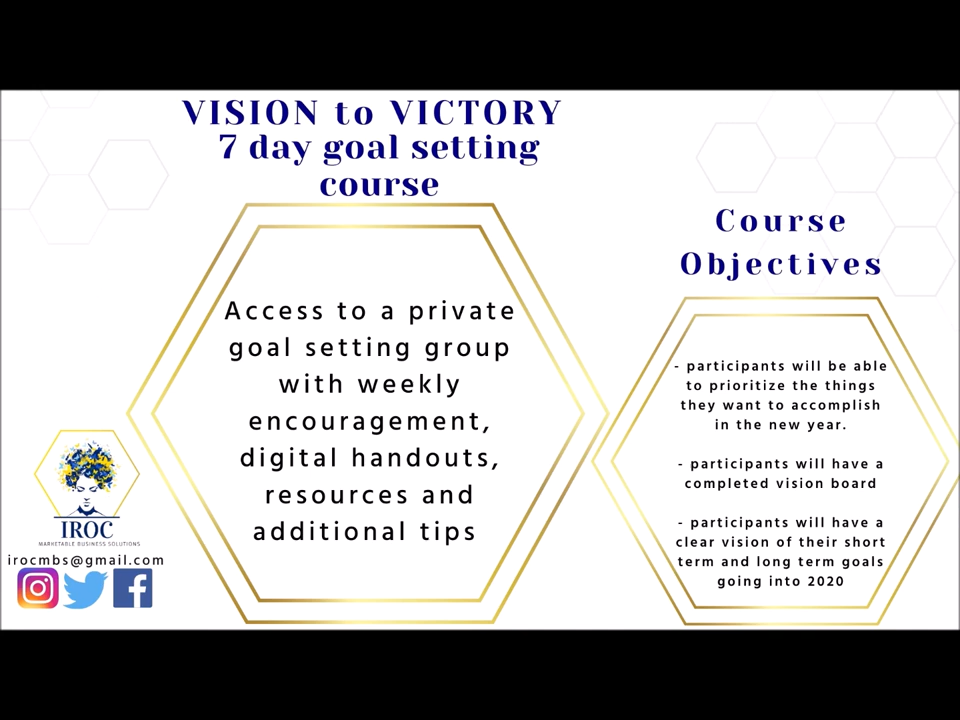 VISION to VICTORY
7 day goal setting
course
Access to a private
goal setting group
with weekly
encouragement,
digital handouts,
resources and
additional tips
Course
Objectives
- participants will be able
to prioritize the things
they want to accomplish
in the new year.
- participants will have a
completed vision board
- participants will have a
clear vision of their short
term and long term goals
going into 2020
IROC
MARKETABLE BUSINESS SOLUTIONS
irocmbs@gmail.com